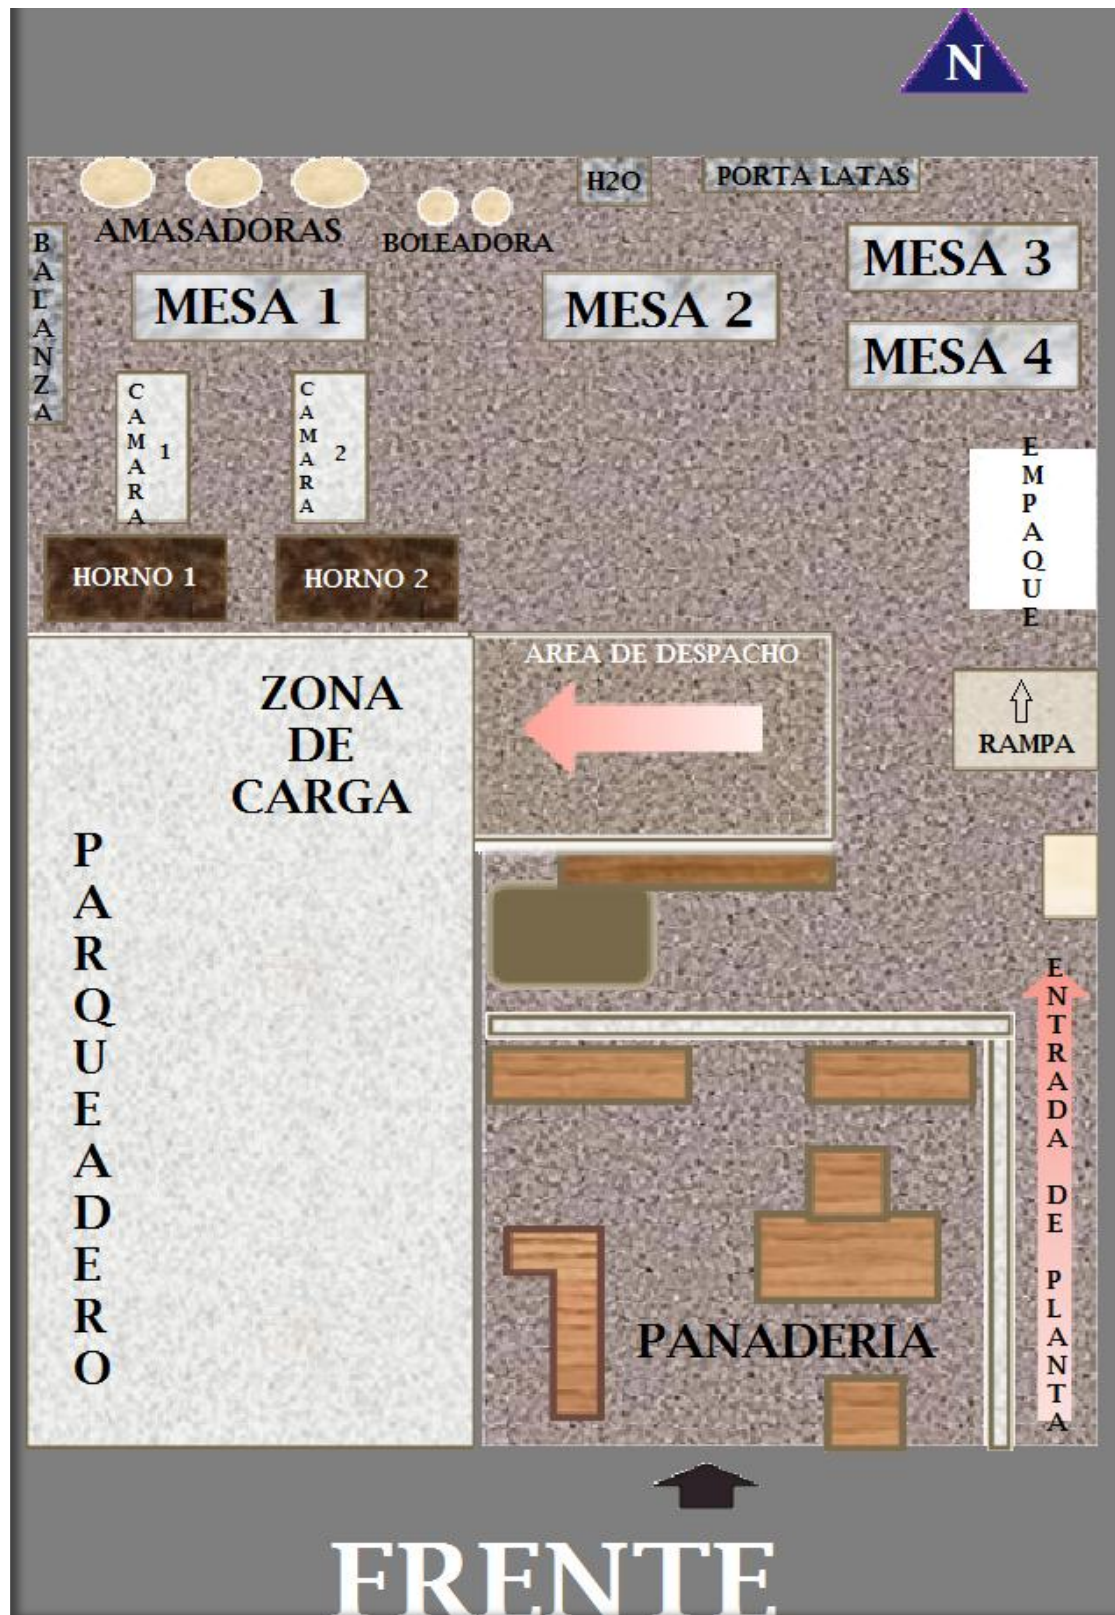 N
H2O
PORTA LATAS
AMASADORAS
BOLEADORA
BALANZA
MESA 1
MESA 2
MESA 3
MESA 4
CAMARA 1
CAMARA 2
EMPAQUE
HORNO 1
HORNO 2
AREA DE DESPACHO
ZONA
DE
CARGA
RAMPA
PARQUEADERO
ENTRADA DE PLANTA
PANADERIA
FRENTE